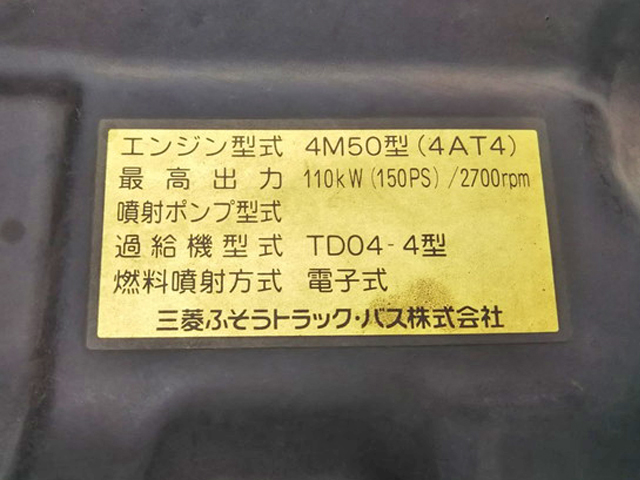 エンジン型式 4M50型(4AT4)
最高出力 110kW(150PS)/2700rpm
噴射ポンプ型式
過給機型式 TD04-4型
燃料噴射方式 電子式
三菱ふそうトラック・バス株式会社